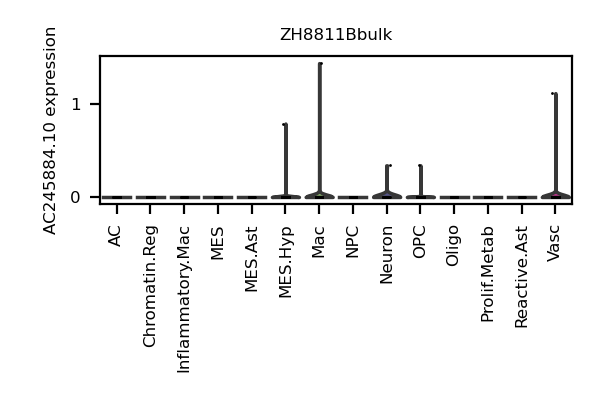 ZH8811Bbulk
AC245884.10 expression
1
0
AC
Chromatin.Reg
Inflammatory.Mac
MES
MES.Ast
MES.Hyp
Mac
NPC
Neuron
OPC
Oligo
Prolif.Metab
Reactive.Ast
Vasc